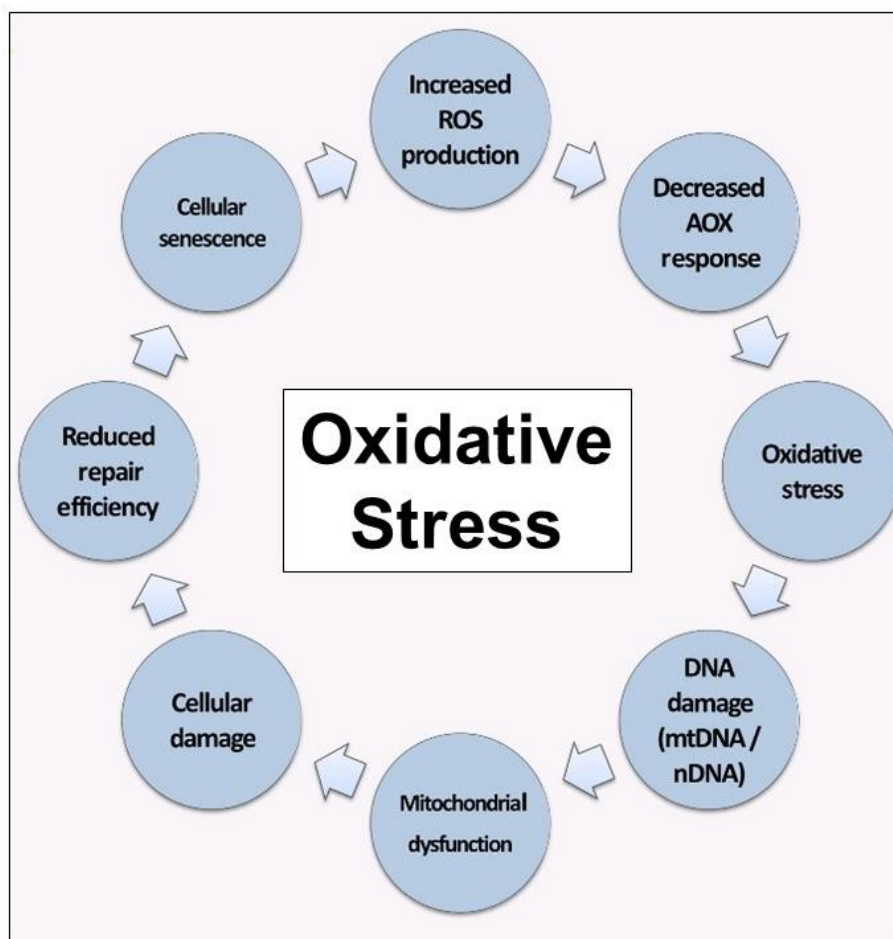 Increased
ROS
production
Decreased
AOX
response
Oxidative
stress
DNA
damage
(mtDNA /
nDNA)
Mitochondrial
dysfunction
Cellular
damage
Reduced
repair
efficiency
Cellular
senescence
Oxidative
Stress